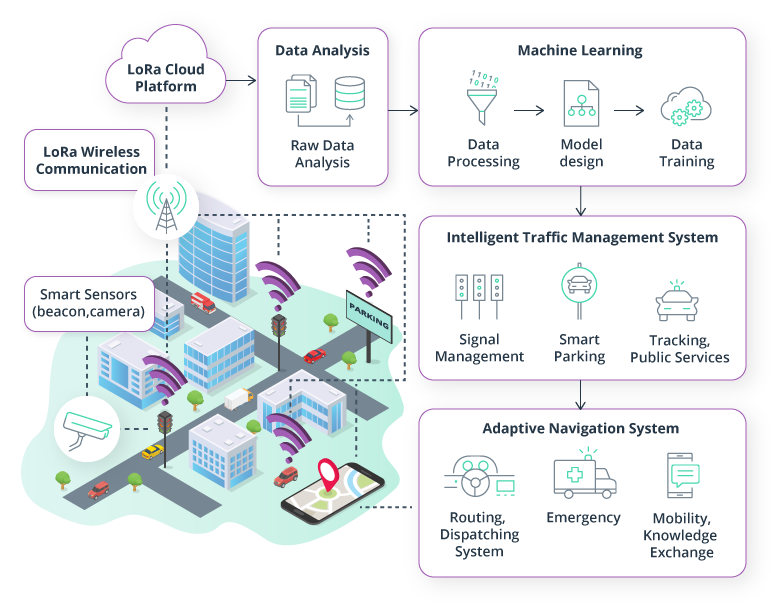 LoRa Cloud
Platform
Data Analysis
Raw Data
Analysis
Machine Learning
11010
10110
Data
Processing
Model
design
Data
Training
LoRa Wireless
Communication
Intelligent Traffic Management System
Signal
Management
Smart
Parking
Tracking,
Public Services
Smart Sensors
(beacon,camera)
PARKING
Adaptive Navigation System
Routing,
Dispatching
System
Emergency
Mobility,
Knowledge
Exchange